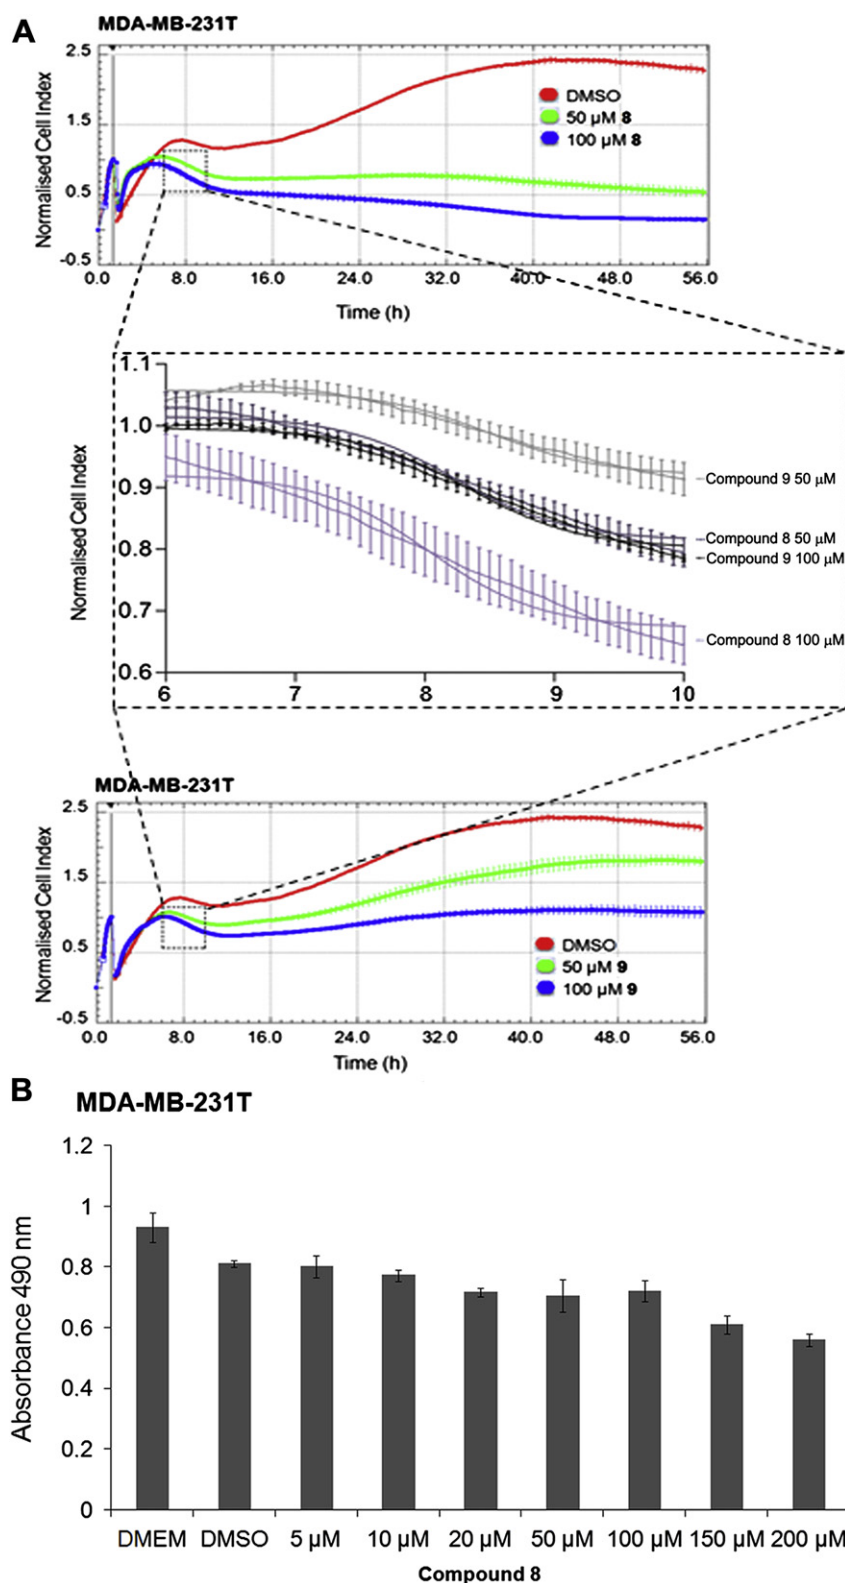 A
MDA-MB-231T
2.5
1.5
0.5
-0.5
Normalised Cell Index
DMSO
50 µM 8
100 µM 8
0.0 8.0 16.0 24.0 32.0 40.0 48.0 56.0
Time (h)
1.1
1.0
0.9
0.8
0.7
0.6
Normalised Cell Index
Compound 9 50 µM
Compound 8 50 µM
Compound 9 100 µM
Compound 8 100 µM
6 7 8 9 10
MDA-MB-231T
2.5
1.5
0.5
-0.5
Normalised Cell Index
DMSO
50 µM 9
100 µM 9
0.0 8.0 16.0 24.0 32.0 40.0 48.0 56.0
Time (h)
B
MDA-MB-231T
1.2
1
0.8
0.6
0.4
0.2
0
Absorbance 490 nm
DMEM DMSO 5 µM 10 µM 20 µM 50 µM 100 µM 150 µM 200 µM
Compound 8